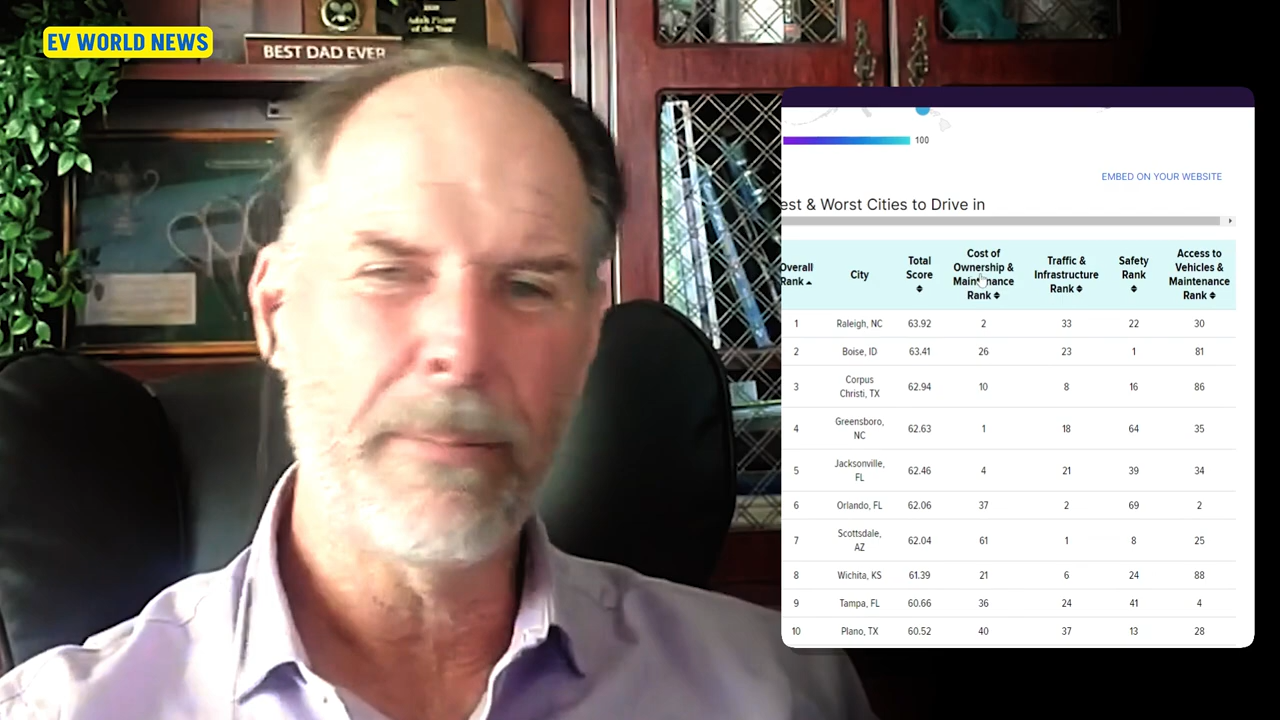 EV WORLD NEWS
BEST DAD EVER
Adult Player
of the Year
100
EMBED ON YOUR WEBSITE
est & Worst Cities to Drive in
Overall Rank City Total Score Cost of Ownership & Maintenance Rank Traffic & Infrastructure Rank Safety Rank Access to Vehicles & Maintenance Rank
1 Raleigh, NC 63.92 2 33 22 30
2 Boise, ID 63.41 26 23 1 81
3 Corpus Christi, TX 62.94 10 8 16 86
4 Greensboro, NC 62.63 1 18 64 35
5 Jacksonville, FL 62.46 4 21 39 34
6 Orlando, FL 62.06 37 2 69 2
7 Scottsdale, AZ 62.04 61 1 8 25
8 Wichita, KS 61.39 21 6 24 88
9 Tampa, FL 60.66 36 24 41 4
10 Plano, TX 60.52 40 37 13 28